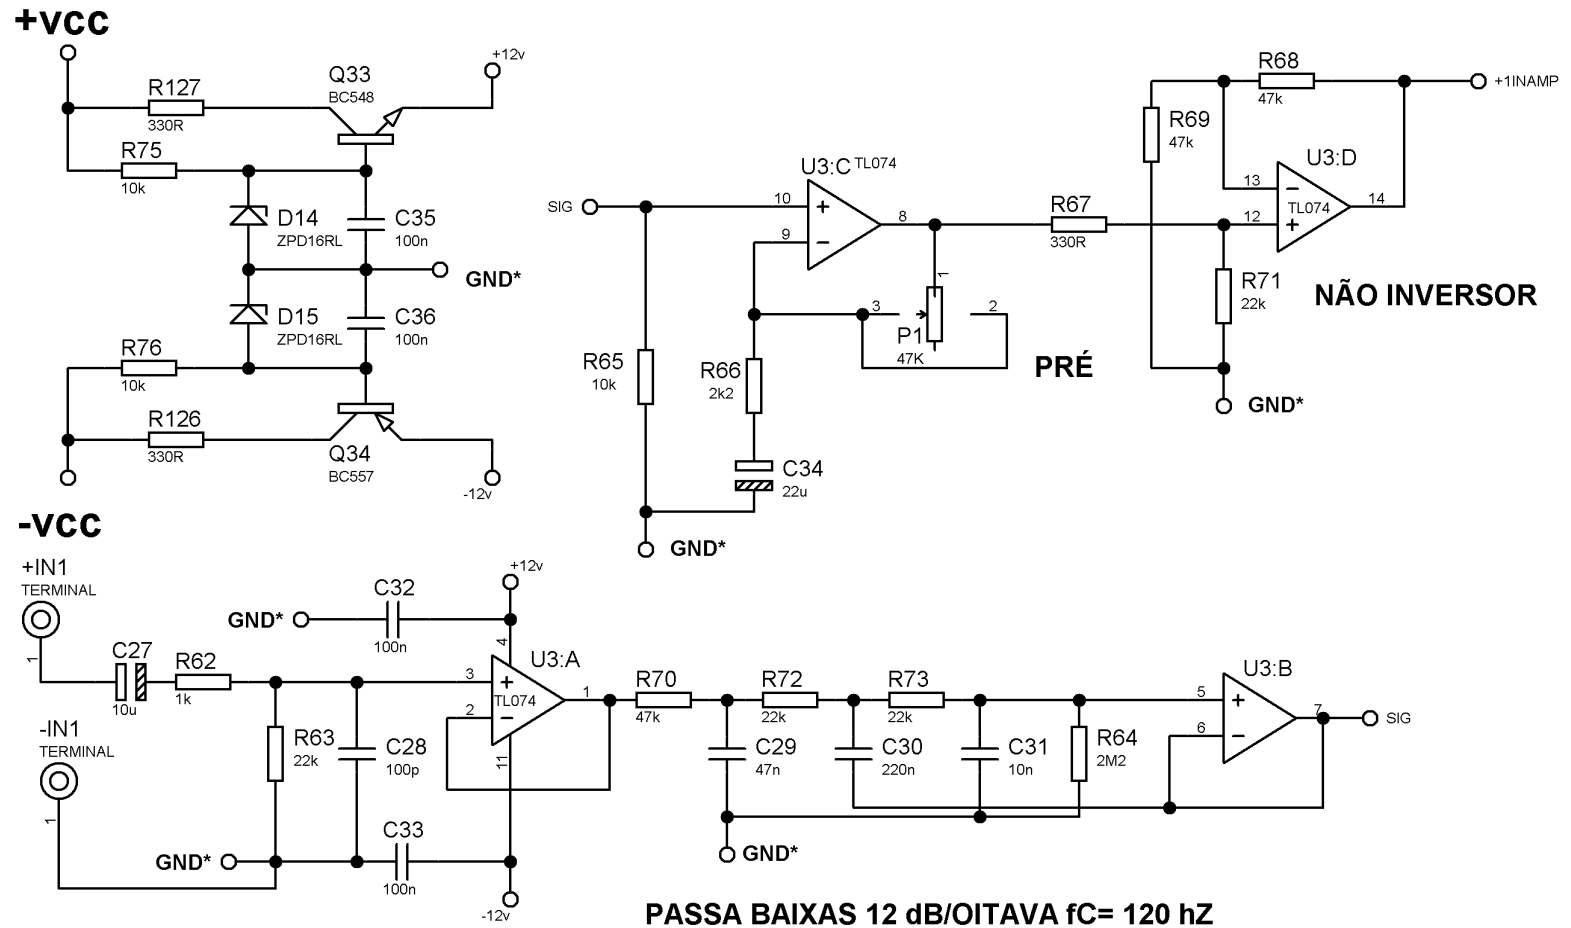 +vcc
+12v
R127
330R
Q33
BC548
R75
10k
D14
ZPD16RL
C35
100n
GND*
D15
ZPD16RL
C36
100n
R76
10k
R126
330R
Q34
BC557
-12v
-vcc
SIG
R65
10k
U3:C TL074
10
9
8
R66
2k2
C34
22u
GND*
1
3
2
P1
47K
PRÉ
R67
330R
R68
47k
+1INAMP
R69
47k
U3:D
TL074
13
12
14
R71
22k
NÃO INVERSOR
GND*
+IN1
TERMINAL
1
C27
10u
R62
1k
-IN1
TERMINAL
1
GND*
C32
100n
+12v
4
U3:A
TL074
3
2
1
11
R63
22k
C28
100p
GND*
C33
100n
-12v
R70
47k
R72
22k
R73
22k
C29
47n
C30
220n
C31
10n
R64
2M2
GND*
U3:B
5
6
7
SIG
PASSA BAIXAS 12 dB/OITAVA fC= 120 hZ